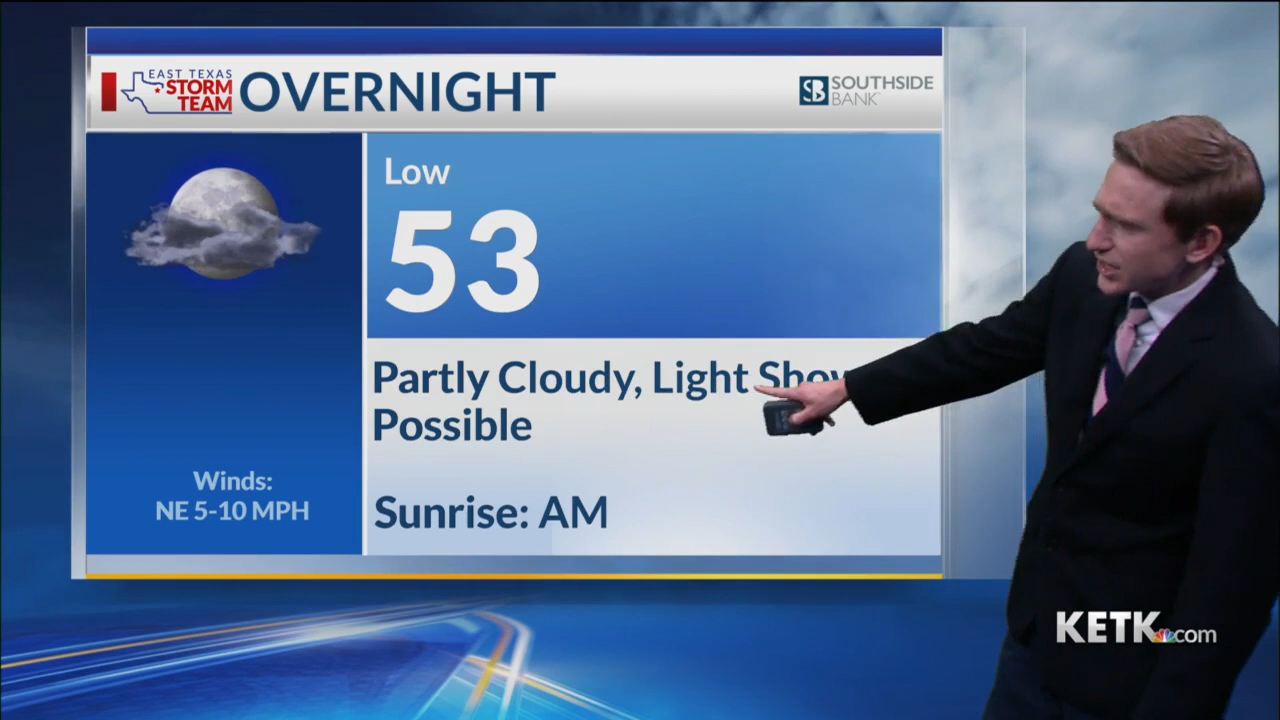 EAST TEXAS
STORM
TEAM
OVERNIGHT
SB SOUTHSIDE
BANK
Low
53
Partly Cloudy, Light
Possible
Winds:
NE 5-10 MPH
Sunrise: AM
KETK.com